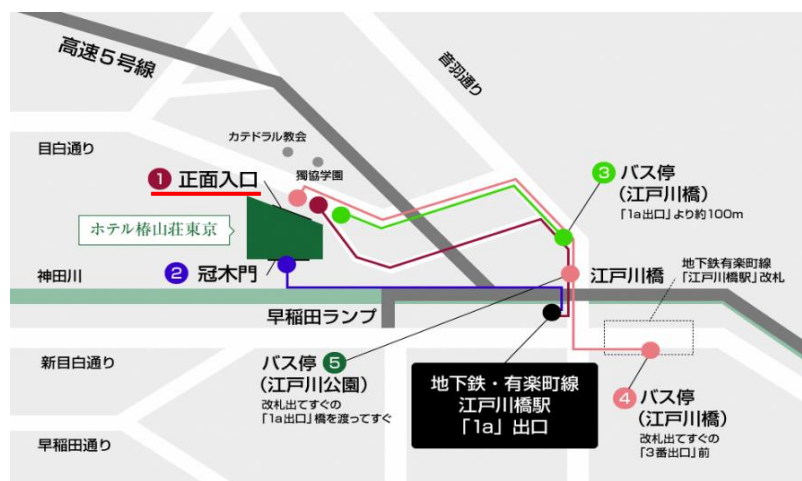 高速5号線
音羽通り
目白通り
カテドラル教会
獨協学園
1 正面入口
3 バス停
(江戸川橋)
「1a出口」より約100m
ホテル椿山荘東京
2 冠木門
神田川
江戸川橋
地下鉄有楽町線
「江戸川橋駅」改札
早稲田ランプ
新目白通り
バス停 5
(江戸川公園)
改札出てすぐの
「1a出口」橋を渡ってすぐ
地下鉄・有楽町線
江戸川橋駅
「1a」出口
4 バス停
(江戸川橋)
改札出てすぐの
「3番出口」前
早稲田通り